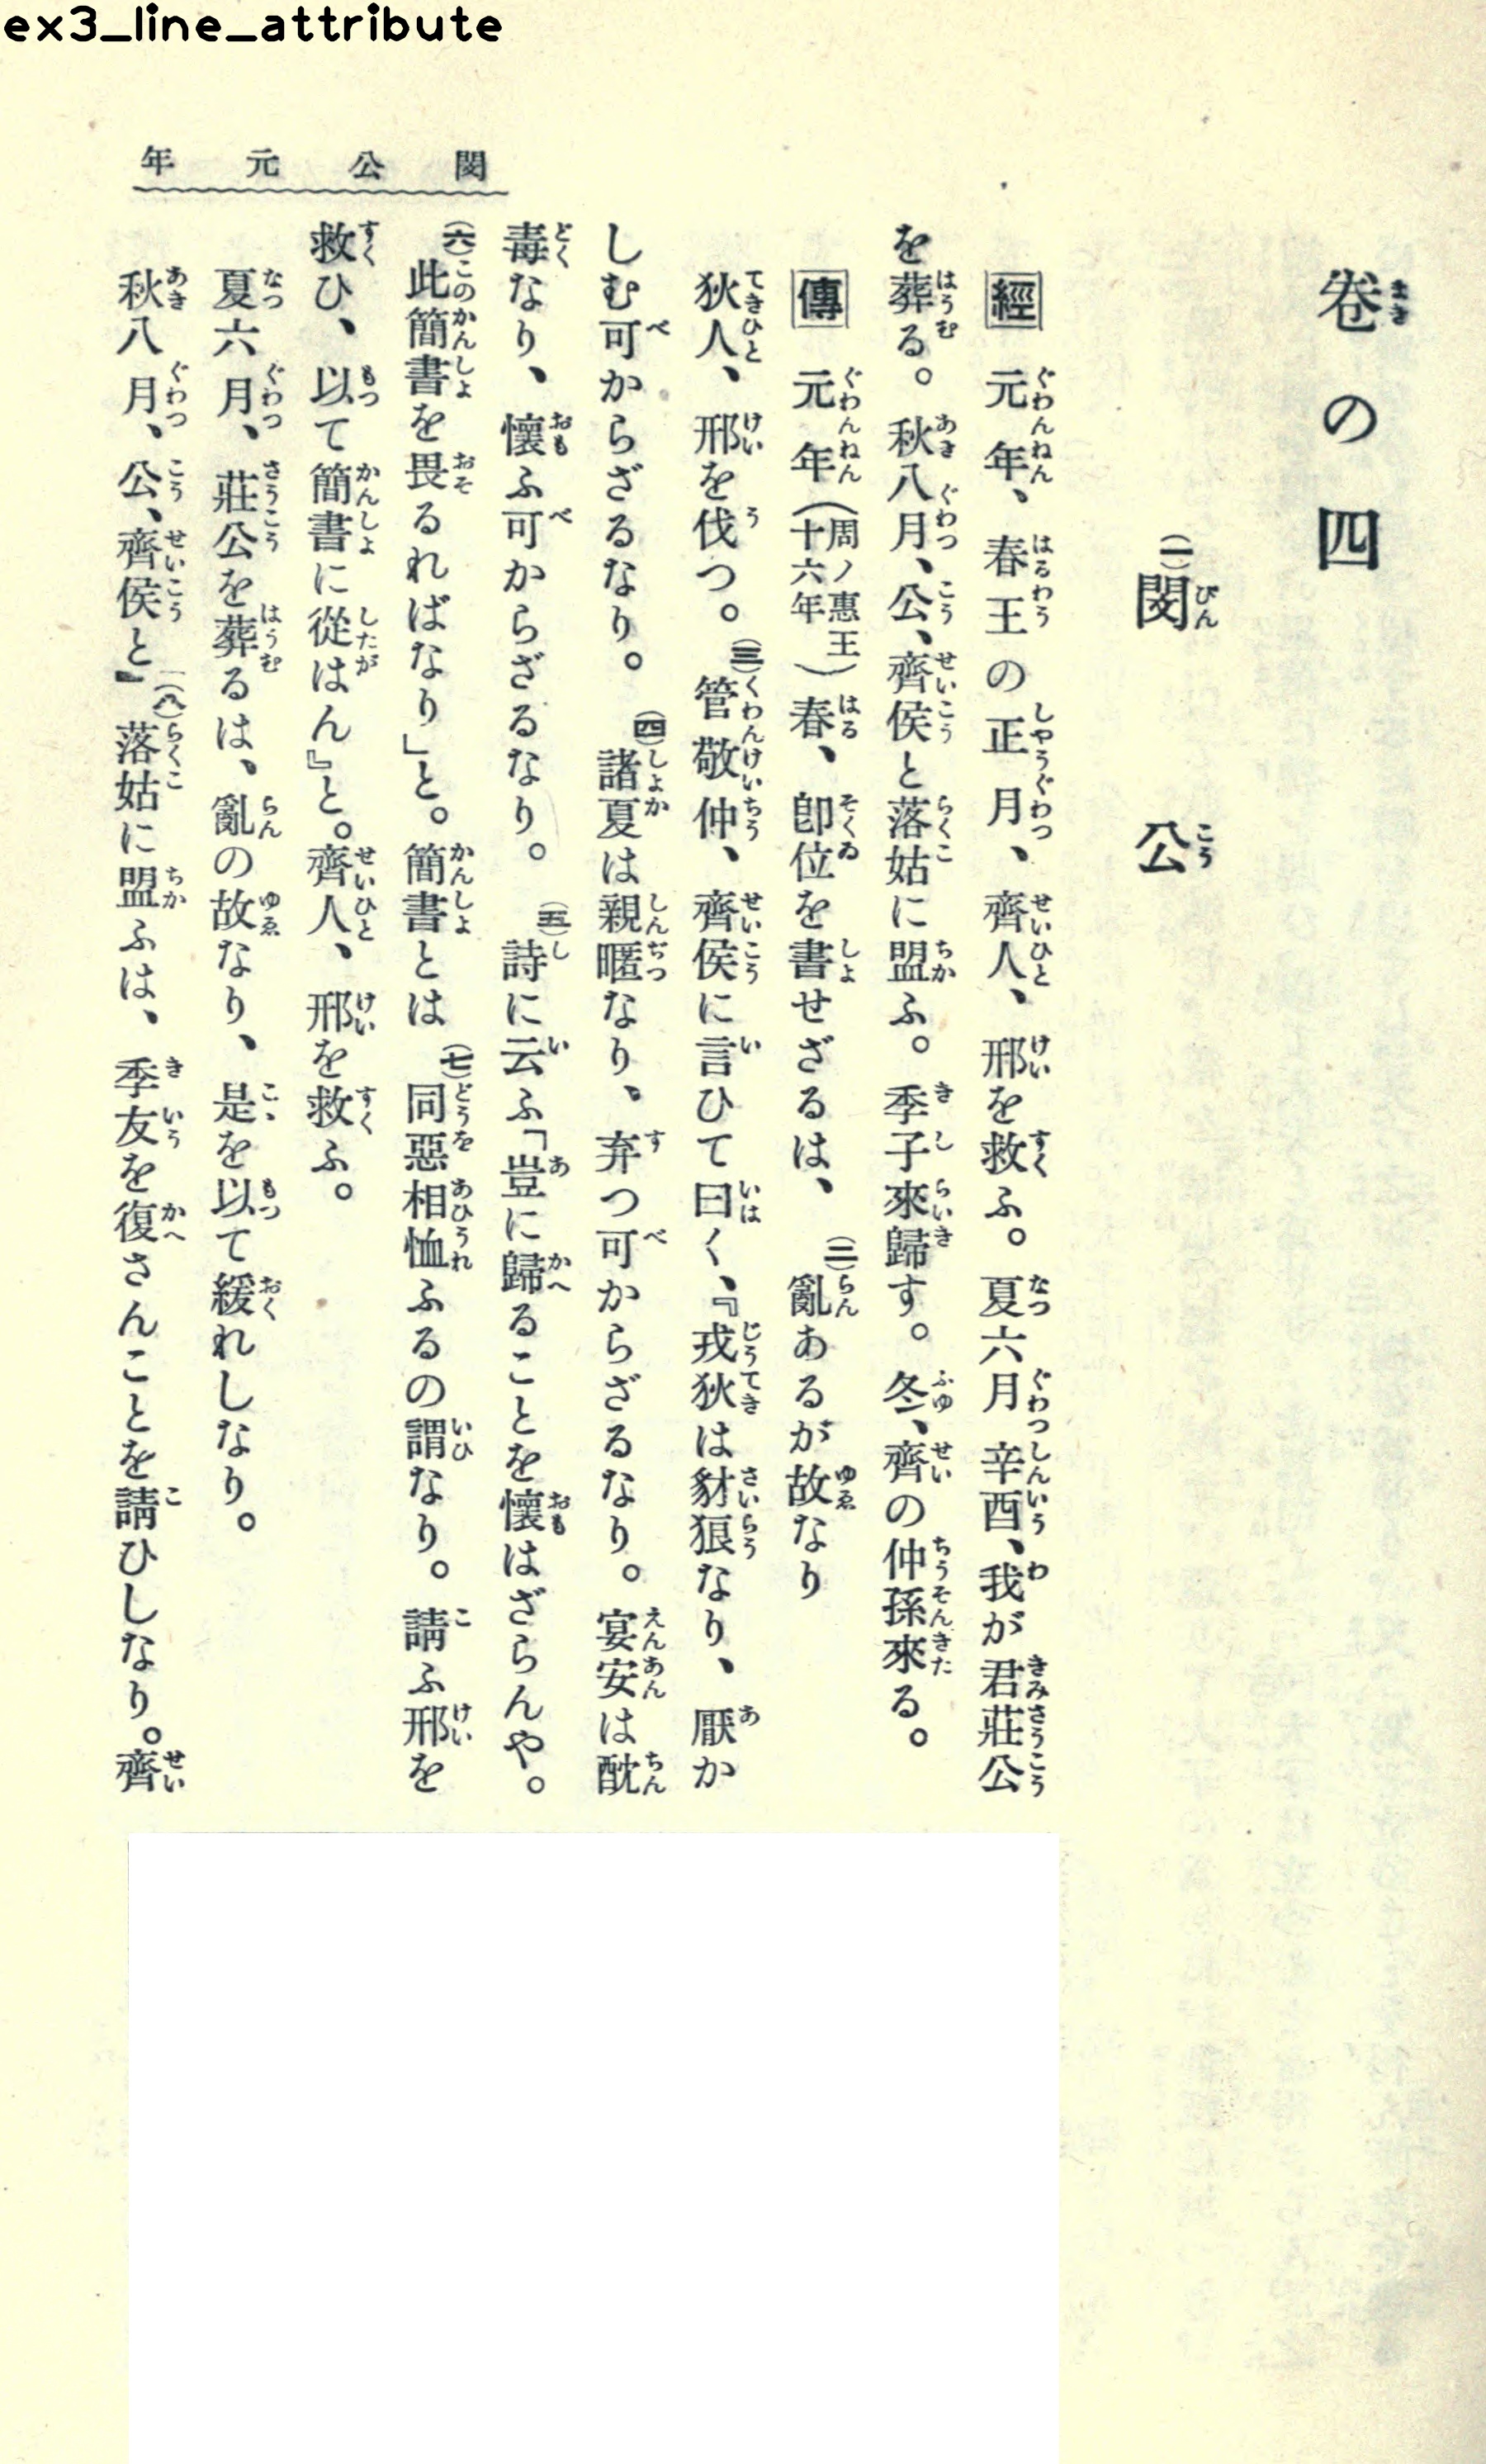 ex3_line_attribute
卷の四
㈠閔公
經 元年、春王の正月、齊人、邢を救ふ。夏六月辛酉、我が君莊公
を葬る。秋八月、公、齊侯と落姑に盟ふ。季子來歸す。冬、齊の仲孫來る。
傳 元年(周ノ惠王十六年)春、卽位を書せざるは、㈡亂あるが故なり
狄人、邢を伐つ。㈢管敬仲、齊侯に言ひて曰く、『戎狄は豺狼なり、厭か
しむ可からざるなり。㈣諸夏は親暱なり、弃つ可からざるなり。宴安は酖
毒なり、懷ふ可からざるなり。㈤詩に云ふ「豈に歸ることを懷はざらんや。
㈥此簡書を畏るればなり」と。簡書とは㈦同惡相恤ふるの謂なり。請ふ邢を
救ひ、以て簡書に從はん』と。齊人、邢を救ふ。
夏六月、莊公を葬るは、亂の故なり、是を以て緩れしなり。
秋八月、公、齊侯と』㈧落姑に盟ふは、季友を復さんことを請ひしなり。齊
閔公元年